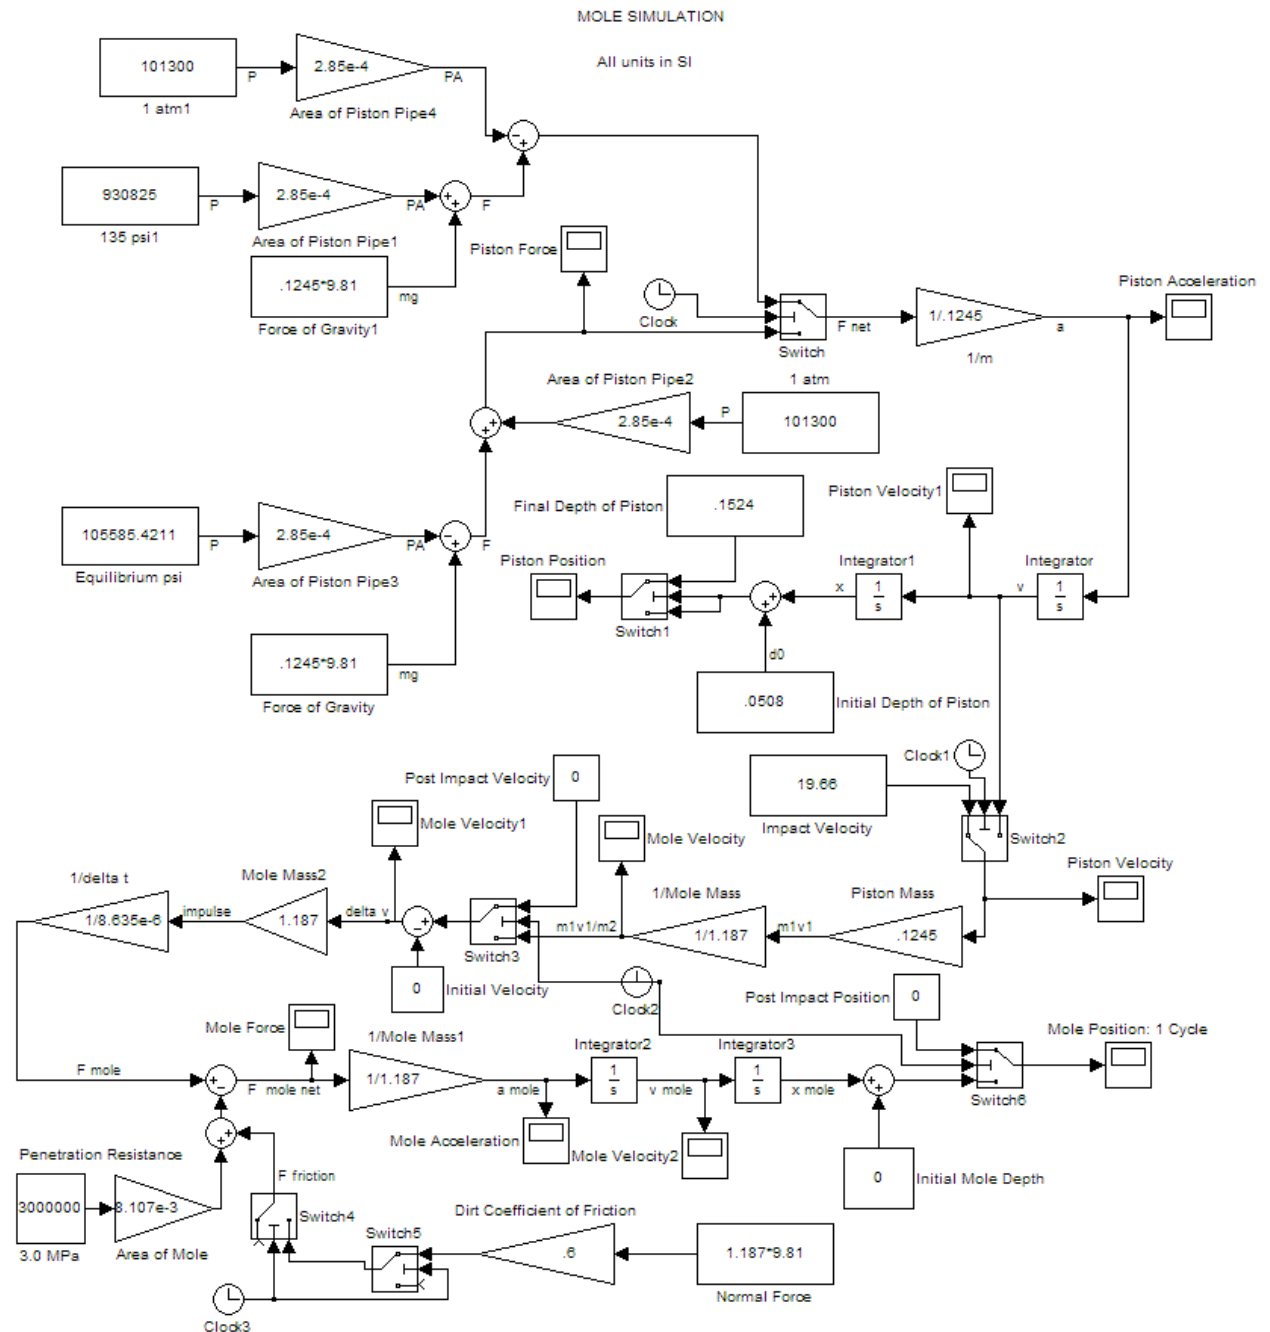 MOLE SIMULATION
All units in SI
101300
P
2.85e-4
PA
1 atm1
Area of Piston Pipe4
930825
P
2.85e-4
PA
F
135 psi1
Area of Piston Pipe1
.1245*9.81
mg
Force of Gravity1
Piston Force
Clock
Switch
F net
1/.1245
1/m
a
Piston Acceleration
Area of Piston Pipe2
1 atm
2.85e-4
P
101300
105585.4211
P
2.85e-4
PA
F
Equilibrium psi
Area of Piston Pipe3
.1245*9.81
mg
Force of Gravity
Final Depth of Piston
.1524
Piston Velocity1
Piston Position
Switch1
Integrator1
x
1
s
Integrator
v
1
s
d0
.0508
Initial Depth of Piston
Clock1
Post Impact Velocity
0
19.66
Impact Velocity
Switch2
Mole Velocity1
Mole Velocity
Piston Velocity
1/delta t
1/8.635e-6
impulse
Mole Mass2
1.187
delta v
Switch3
m1v1/m2
1/Mole Mass
1/1.187
m1v1
Piston Mass
.1245
0
Initial Velocity
Clock2
Post Impact Position
0
Mole Force
1/Mole Mass1
Integrator2
Integrator3
Mole Position: 1 Cycle
F mole
F mole net
1/1.187
a mole
1
s
v mole
1
s
x mole
Switch6
Mole Acceleration
Mole Velocity2
0
Initial Mole Depth
Penetration Resistance
3000000
3.0 MPa
8.107e-3
Area of Mole
F friction
Switch4
Switch5
Dirt Coefficient of Friction
.6
1.187*9.81
Normal Force
Clock3